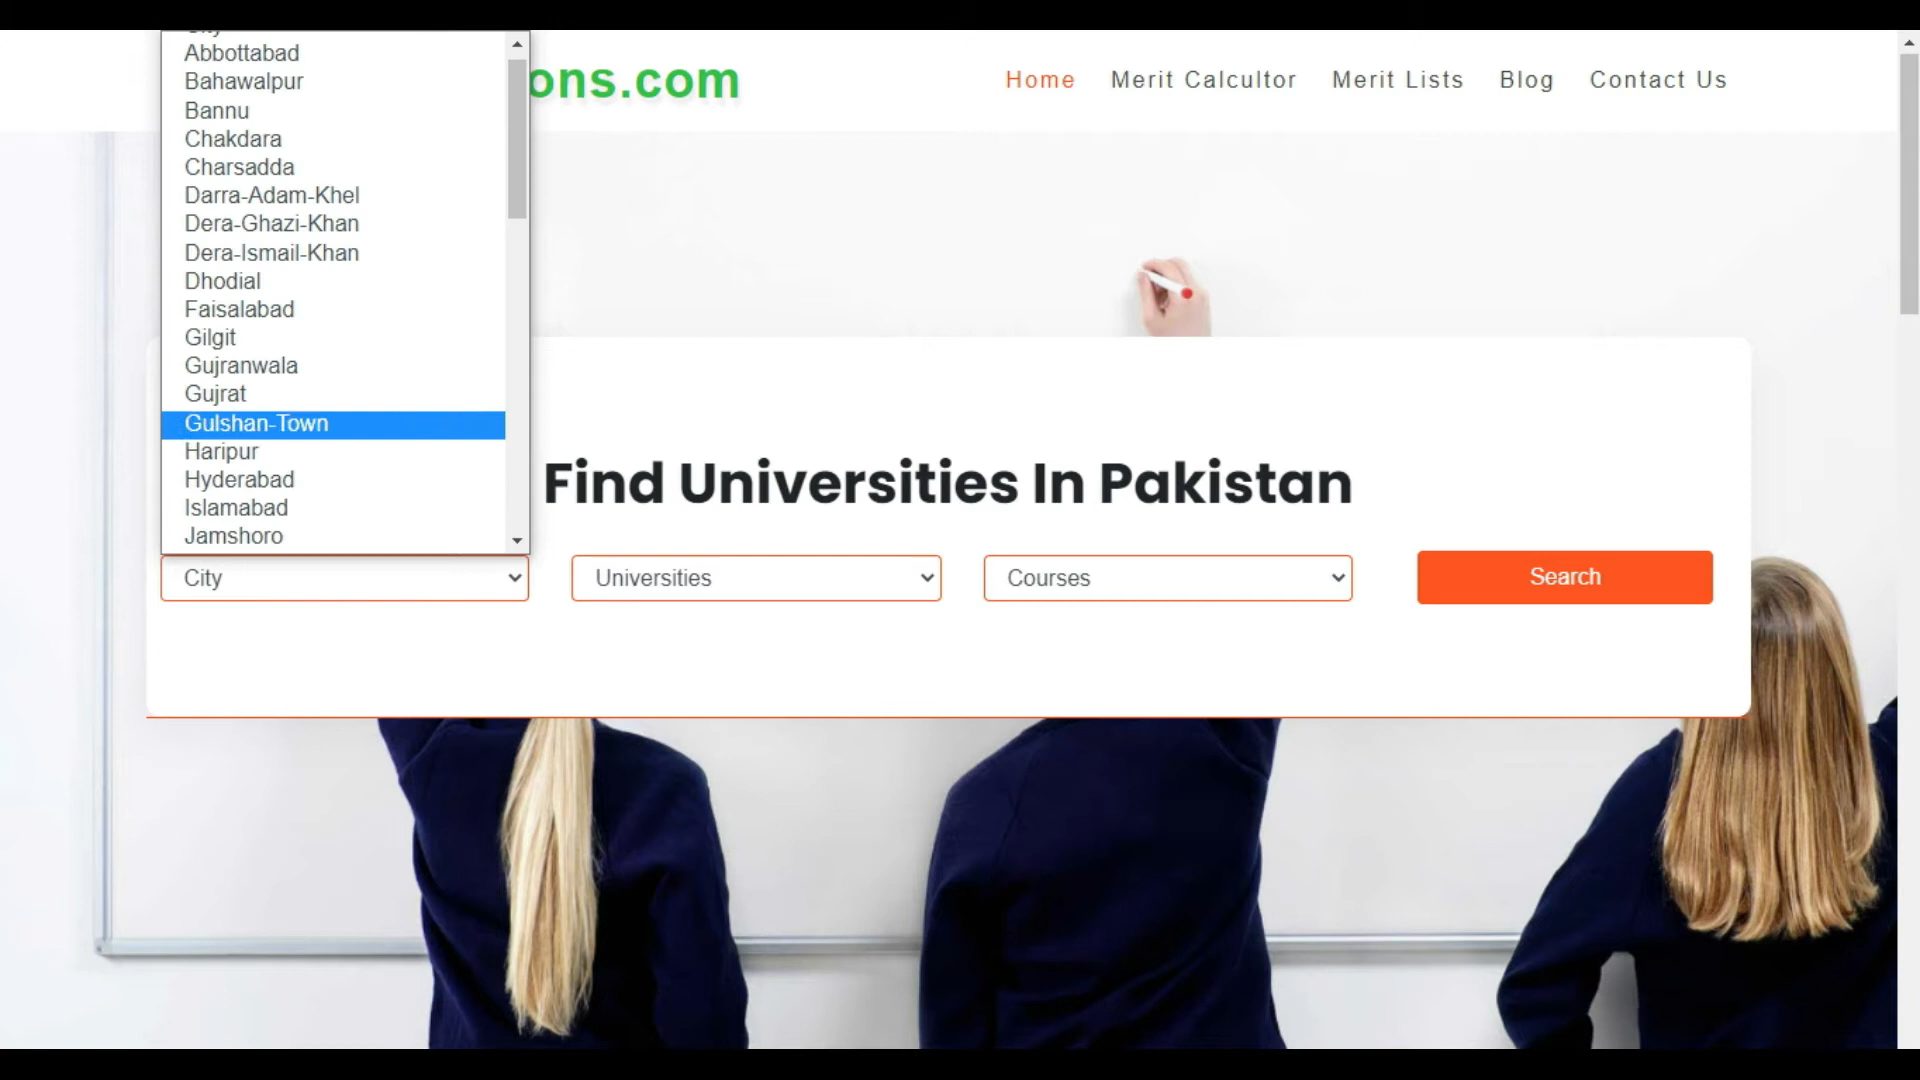 Abbottabad
Bahawalpur
Bannu
Chakdara
Charsadda
Darra-Adam-Khel
Dera-Ghazi-Khan
Dera-Ismail-Khan
Dhodial
Faisalabad
Gilgit
Gujranwala
Gujrat
Gulshan-Town
Haripur
Hyderabad
Islamabad
Jamshoro
ons.com
Home Merit Calcultor Merit Lists Blog Contact Us
Find Universities In Pakistan
City Universities Courses Search